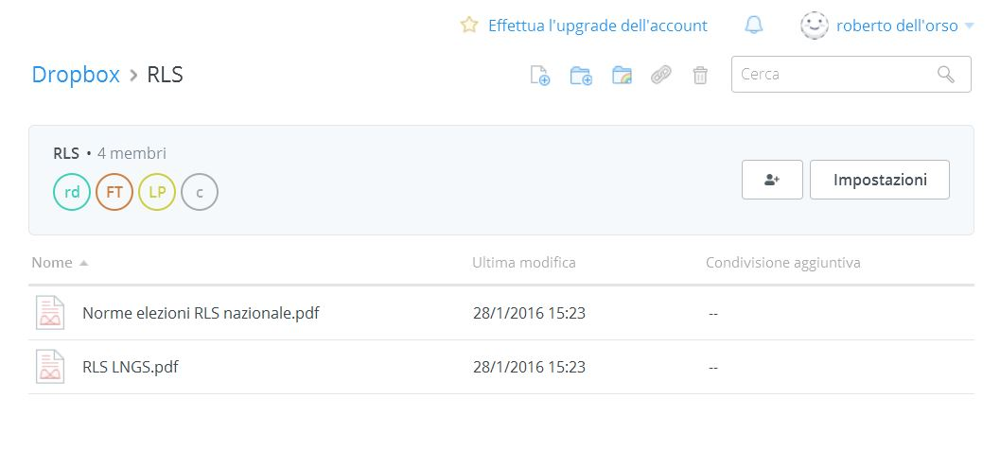 Effettua l'upgrade dell'account
roberto dell'orso
Dropbox > RLS
Cerca
RLS • 4 membri
rd FT LP c
Impostazioni
Nome Ultima modifica Condivisione aggiuntiva
Norme elezioni RLS nazionale.pdf 28/1/2016 15:23 --
RLS LNGS.pdf 28/1/2016 15:23 --